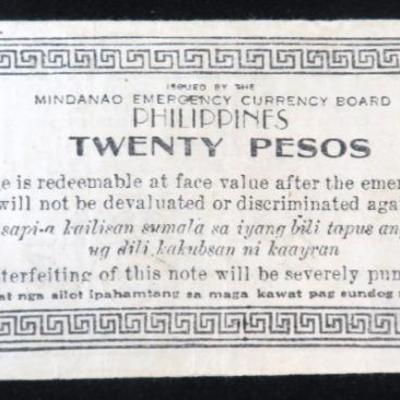 ISSUED BY THE
MINDANAO EMERGENCY CURRENCY BOARD
PHILIPPINES
TWENTY PESOS
e is redeemable at face value after the emer
will not be devaluated or discriminated aga
sapi-a kailisan sumala sa iyang bili tapus ang
ug dili kakubsan ni kaayran
terfeiting of this note will be severely pun
at nga silot ipahamtang sa maga kawat pag sundog